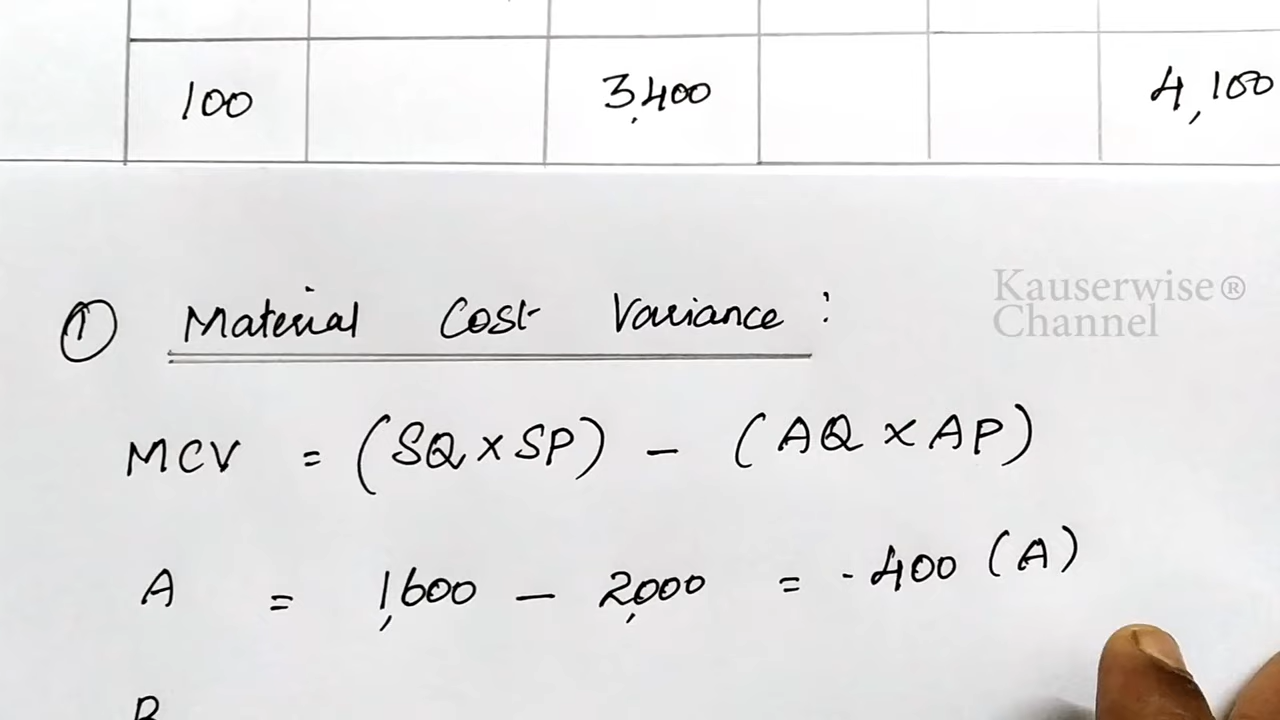 100 3,400 4,100
Kauserwise®
Channel
① Material Cost Variance :
MCV = (SQ × SP) - (AQ × AP)
A = 1,600 - 2,000 = -400 (A)
B